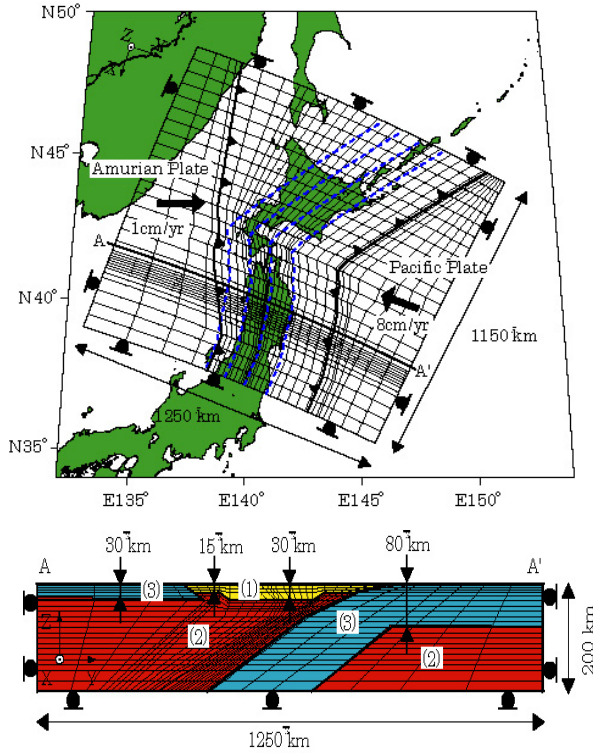 N50°
Z
X
N45°
Amurian Plate
1cm/yr
A
N40°
Pacific Plate
8cm/yr
1150 km
A'
1250 km
N35°
E135° E140° E145° E150°
A 30 km 15 km 30 km 80 km A'
(3) (1)
(2) (3) (2)
Z
X Y
200 km
1250 km